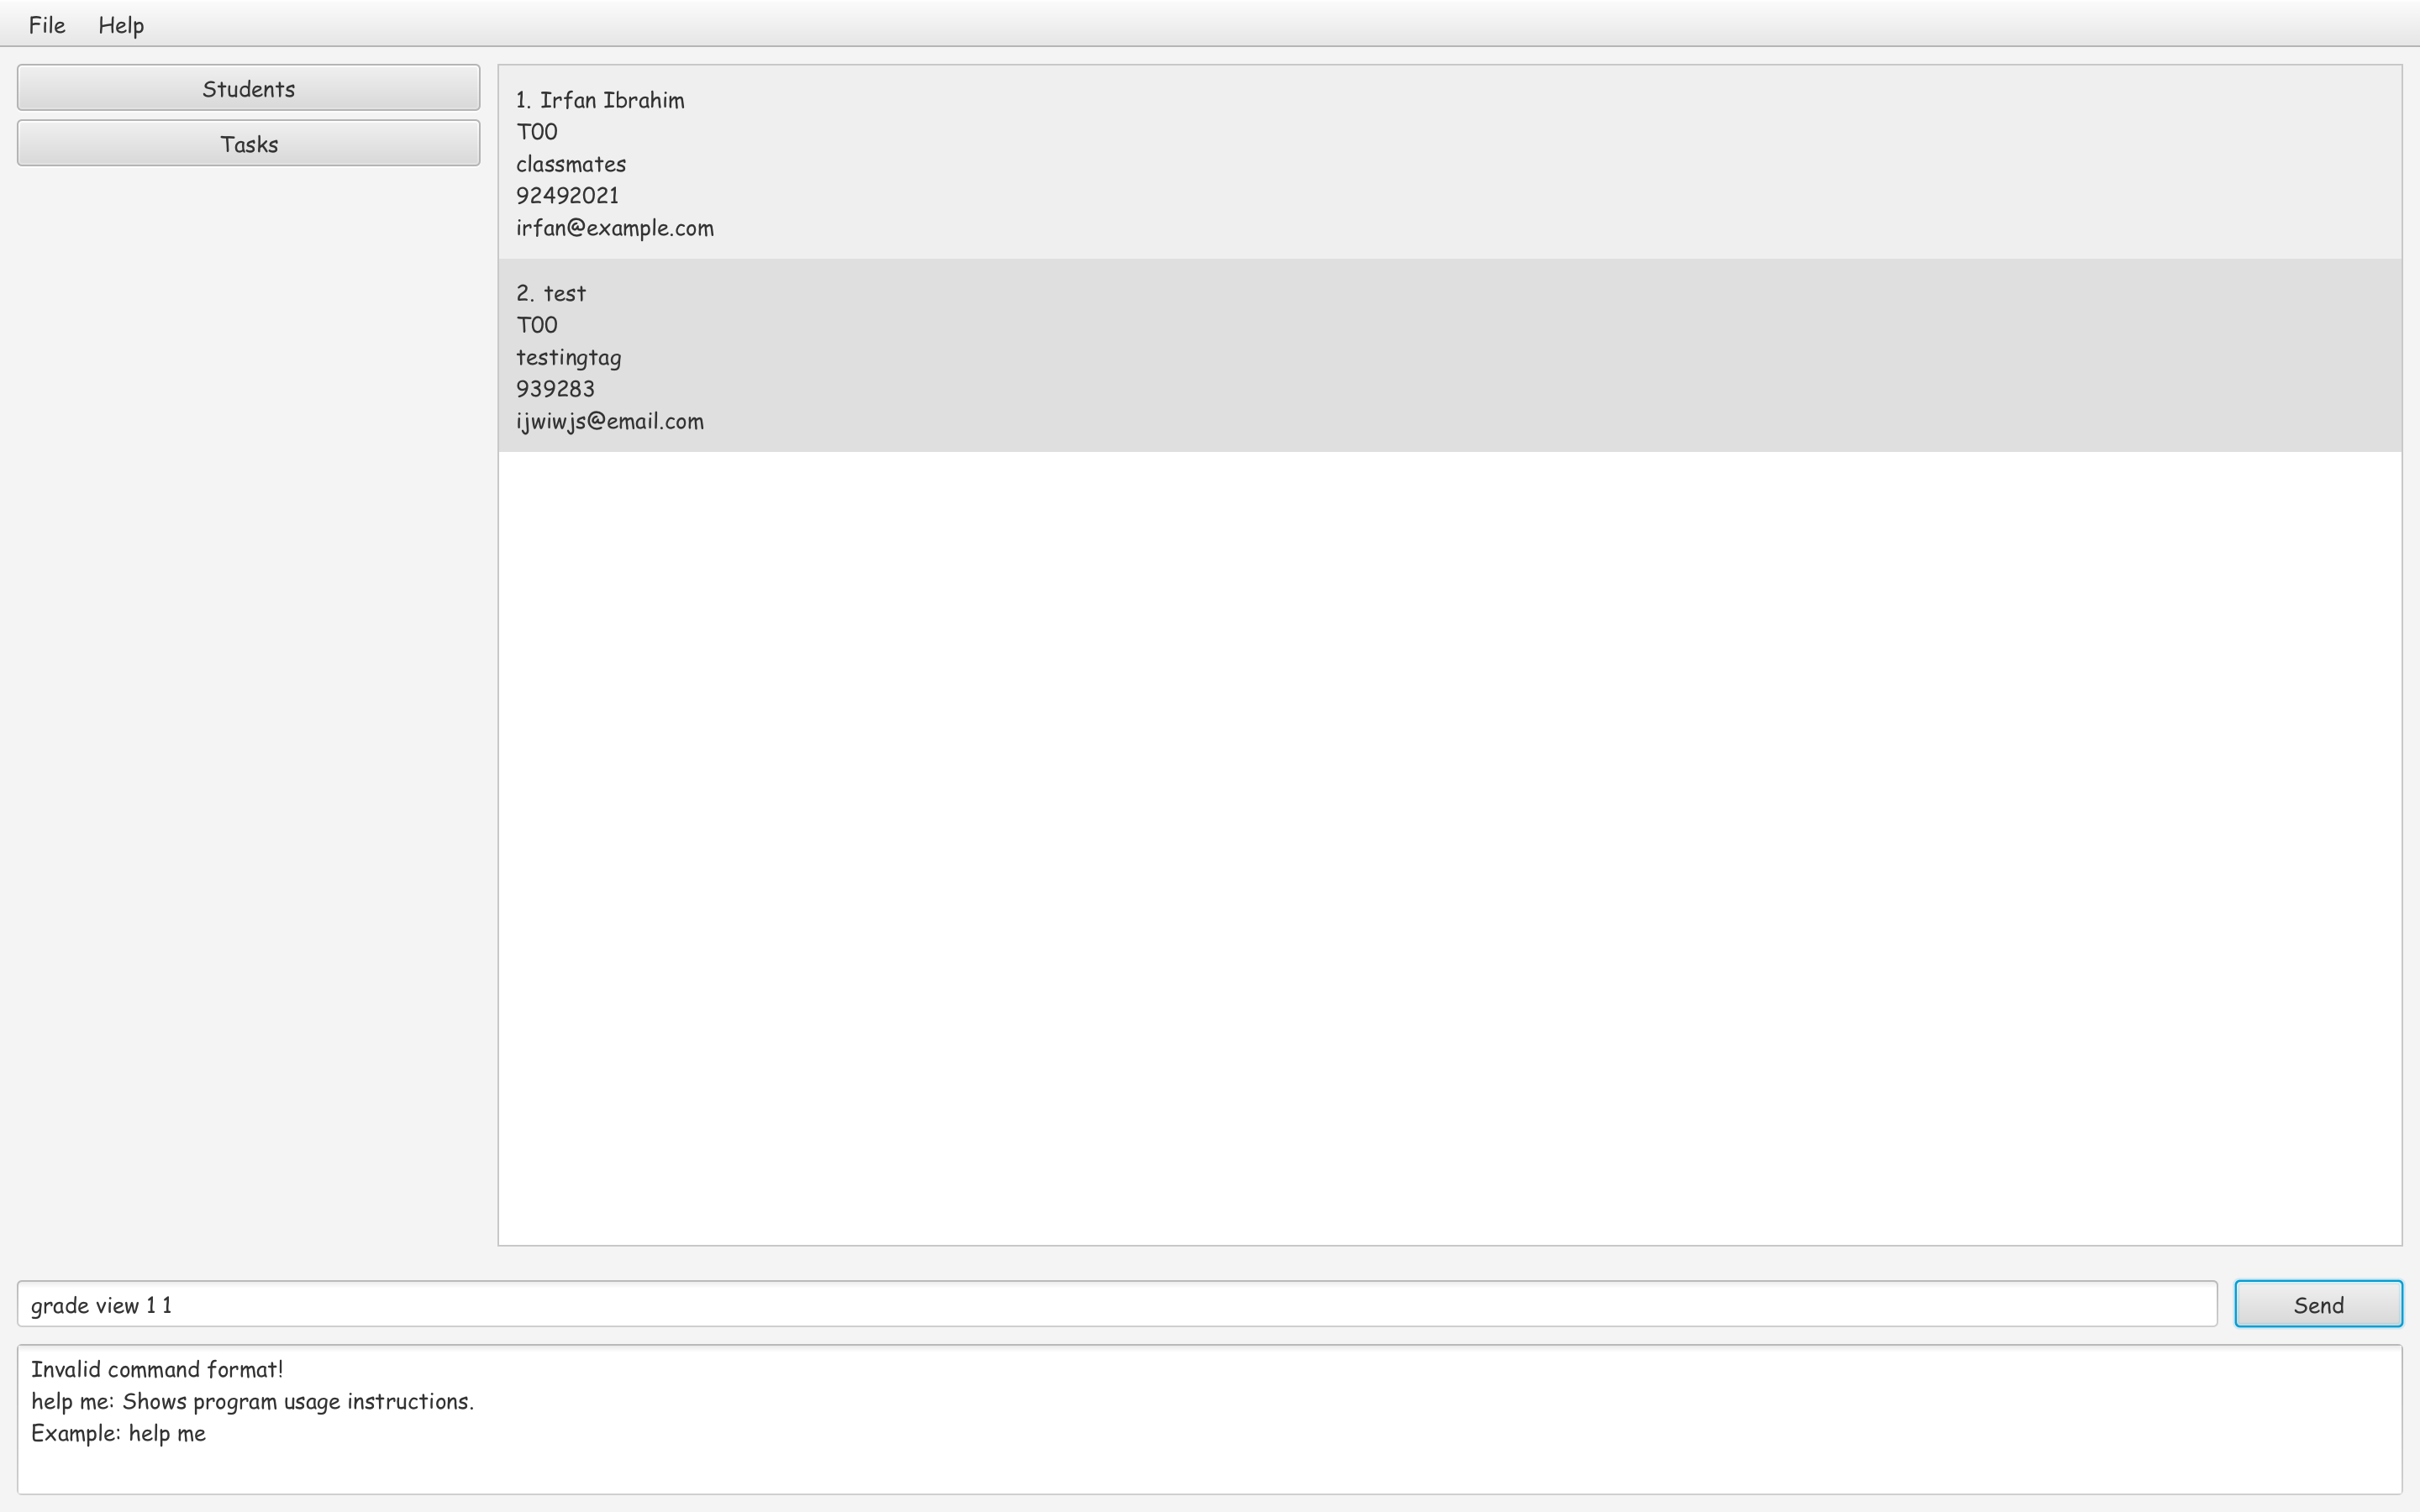 File Help
Students
Tasks
1. Irfan Ibrahim
T00
classmates
92492021
irfan@example.com
2. test
T00
testingtag
939283
ijwiwjs@email.com
grade view 1 1
Send
Invalid command format!
help me: Shows program usage instructions.
Example: help me